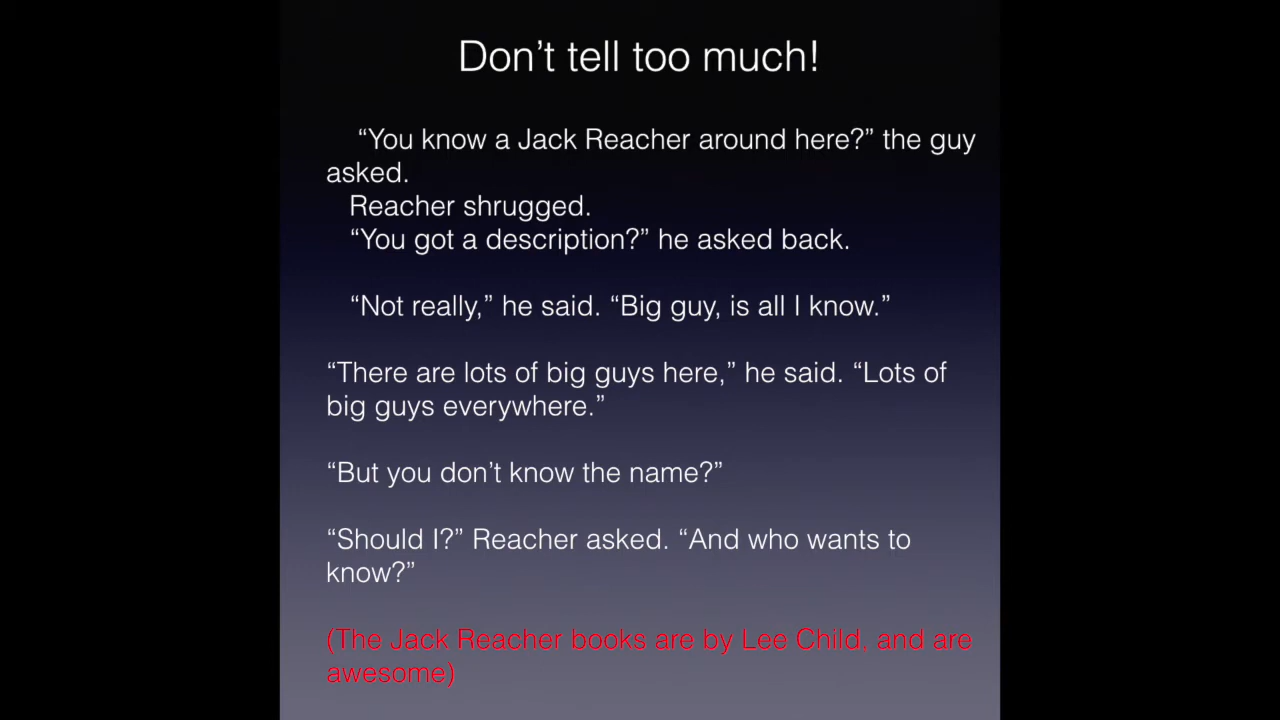 Don’t tell too much!
“You know a Jack Reacher around here?” the guy
asked.
Reacher shrugged.
“You got a description?” he asked back.
“Not really,” he said. “Big guy, is all I know.”
“There are lots of big guys here,” he said. “Lots of
big guys everywhere.”
“But you don’t know the name?”
“Should I?” Reacher asked. “And who wants to
know?”
(The Jack Reacher books are by Lee Child, and are
awesome)